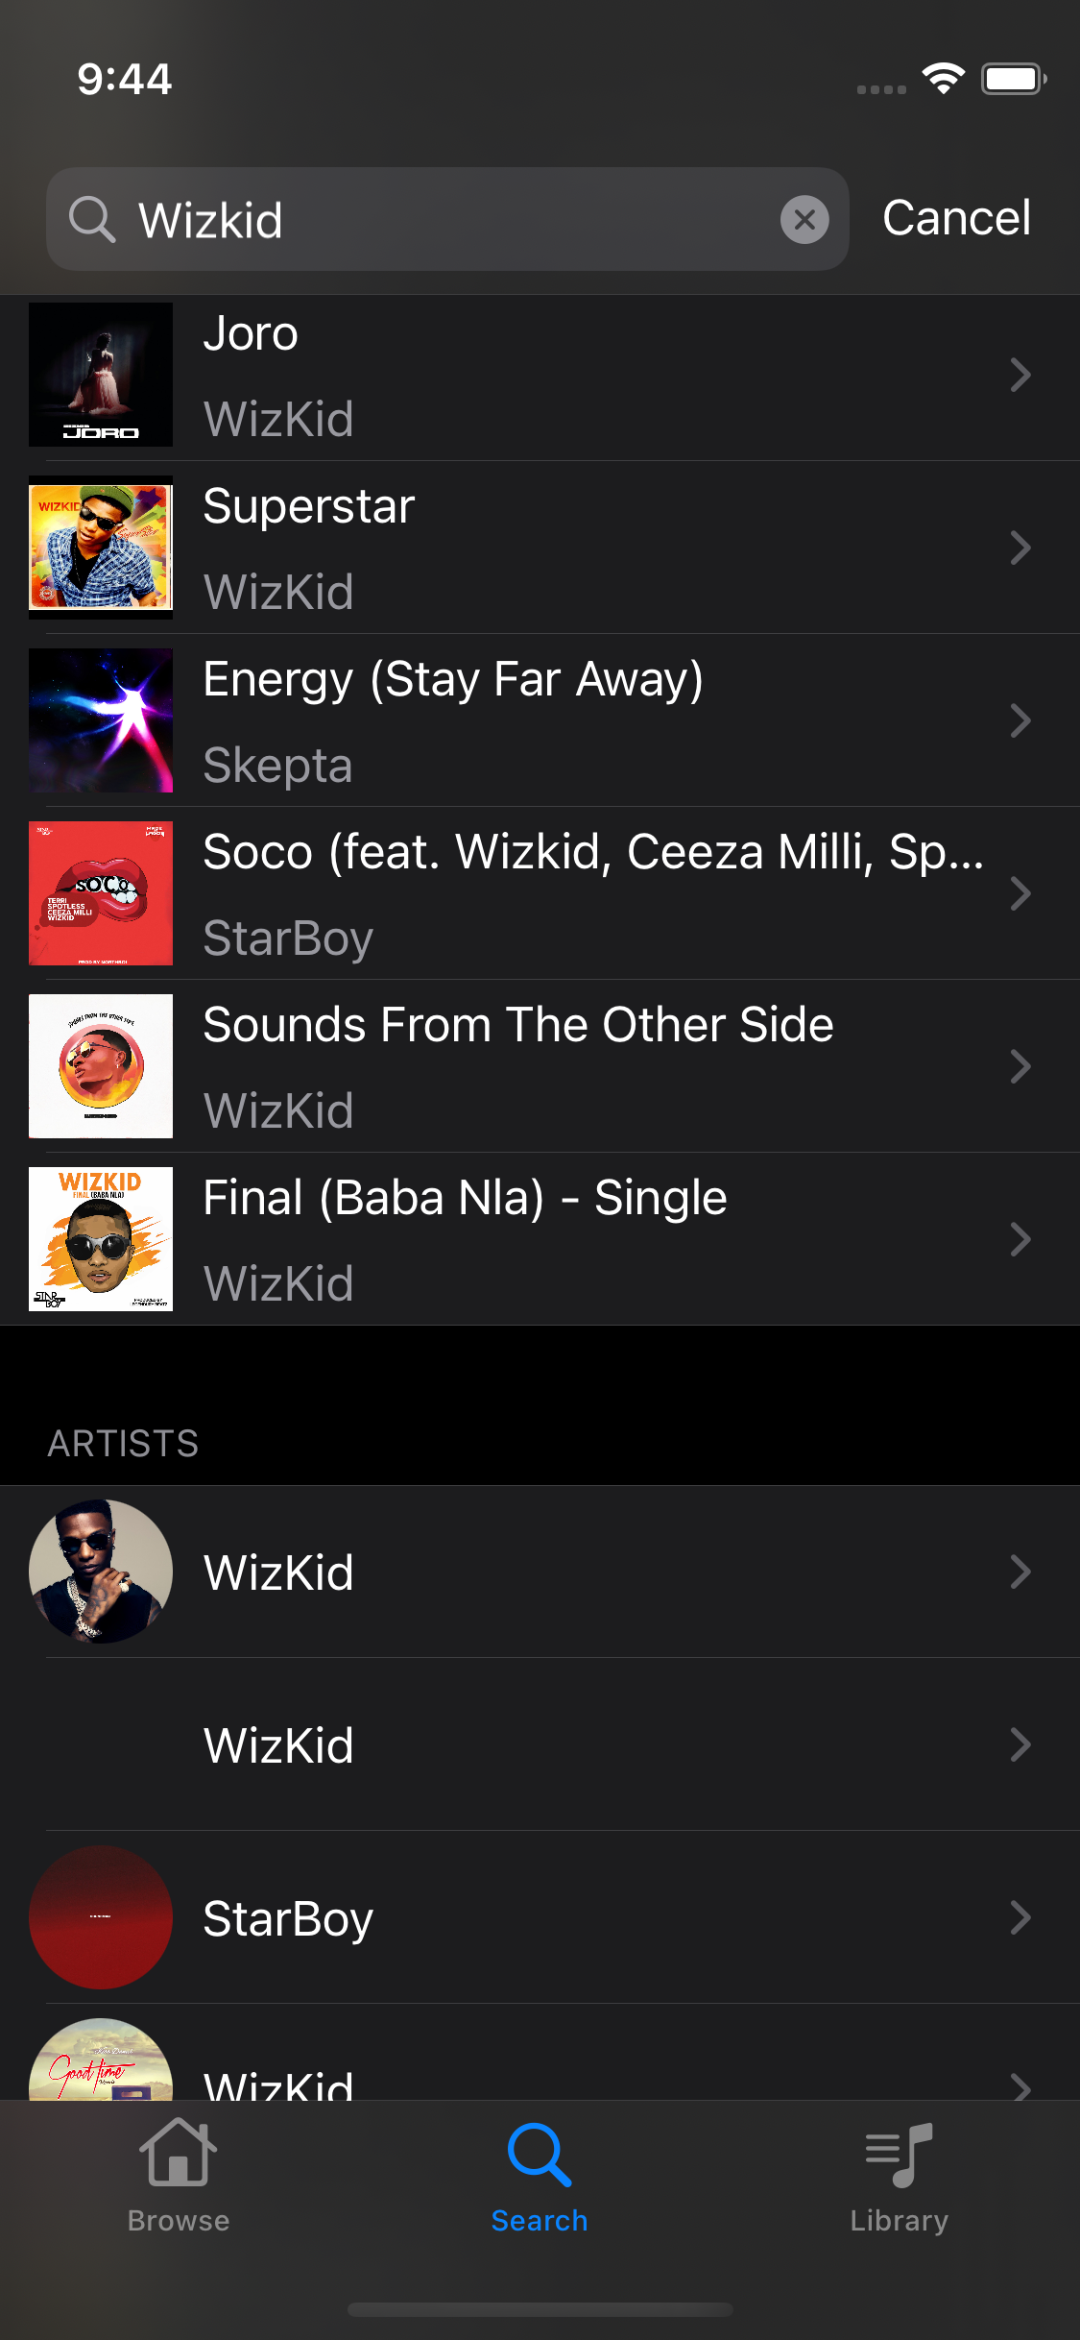 9:44
Wizkid
Cancel
Joro
WizKid
JORO
Superstar
WizKid
WIZKID
Energy (Stay Far Away)
Skepta
Soco (feat. Wizkid, Ceeza Milli, Sp...
StarBoy
SOCO
TERRI
SPOTLESS
CEEZA MILLI
WIZKID
Sounds From The Other Side
WizKid
SOUNDS FROM THE OTHER SIDE
Final (Baba Nla) - Single
WizKid
WIZKID
FINAL (BABA NLA)
STAR
BOY
ARTISTS
WizKid
WizKid
StarBoy
WizKid
Good time
Browse
Search
Library